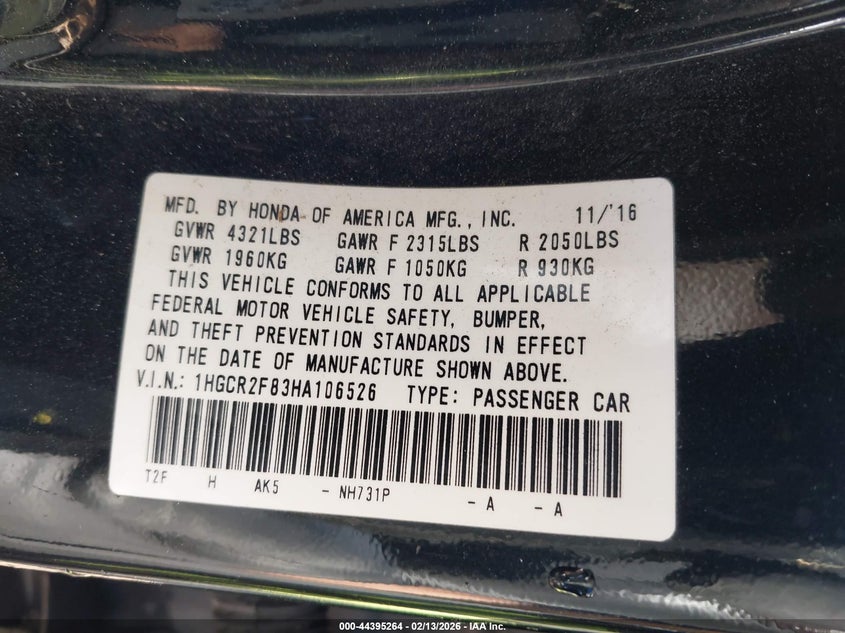 MFD. BY HONDA OF AMERICA MFG., INC. 11/'16
GVWR 4321LBS GAWR F 2315LBS R 2050LBS
GVWR 1960KG GAWR F 1050KG R 930KG
THIS VEHICLE CONFORMS TO ALL APPLICABLE
FEDERAL MOTOR VEHICLE SAFETY, BUMPER,
AND THEFT PREVENTION STANDARDS IN EFFECT
ON THE DATE OF MANUFACTURE SHOWN ABOVE.
V.I.N.: 1HGCR2F83HA106526 TYPE: PASSENGER CAR
T2F H AK5 - NH731P - A - A
000-44395264 - 02/13/2026 - IAA Inc.